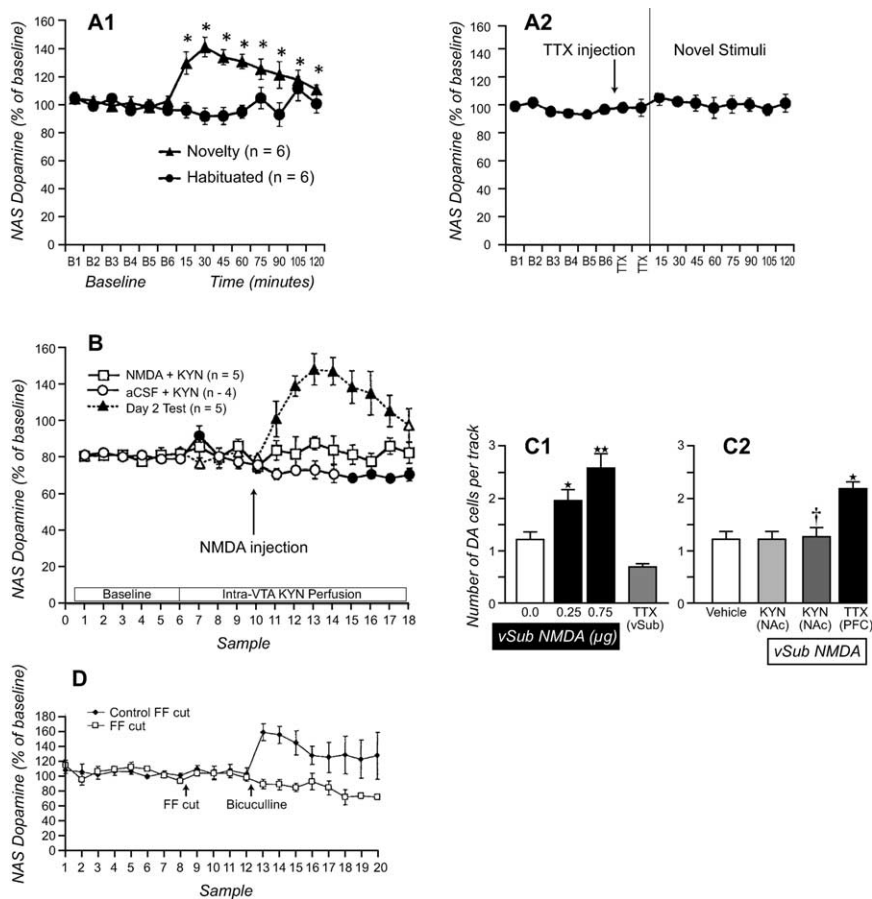 A1
NAS Dopamine (% of baseline)
160
140
120
100
80
60
40
20
0
* * * * * * * *
Novelty (n = 6)
Habituated (n = 6)
B1 B2 B3 B4 B5 B6 15 30 45 60 75 90 105 120
Baseline Time (minutes)
A2
NAS Dopamine (% of baseline)
160
140
120
100
80
60
40
20
0
TTX injection
Novel Stimuli
B1 B2 B3 B4 B5 B6 TTX TTX 15 30 45 60 75 90 105 120
B
NAS Dopamine (% of baseline)
160
140
120
100
80
60
40
20
0
NMDA + KYN (n = 5)
aCSF + KYN (n - 4)
Day 2 Test (n = 5)
NMDA injection
Baseline Intra-VTA KYN Perfusion
0 1 2 3 4 5 6 7 8 9 10 11 12 13 14 15 16 17 18
Sample
C1
Number of DA cells per track
3
2
1
0
★ ★★
0.0 0.25 0.75 TTX
(vSub)
vSub NMDA (µg)
C2
3
2
1
0
† ★
Vehicle KYN KYN TTX
(NAc) (NAc) (PFC)
vSub NMDA
D
NAS Dopamine (% of baseline)
180
160
140
120
100
80
60
40
20
0
Control FF cut
FF cut
FF cut Bicuculline
1 2 3 4 5 6 7 8 9 10 11 12 13 14 15 16 17 18 19 20
Sample